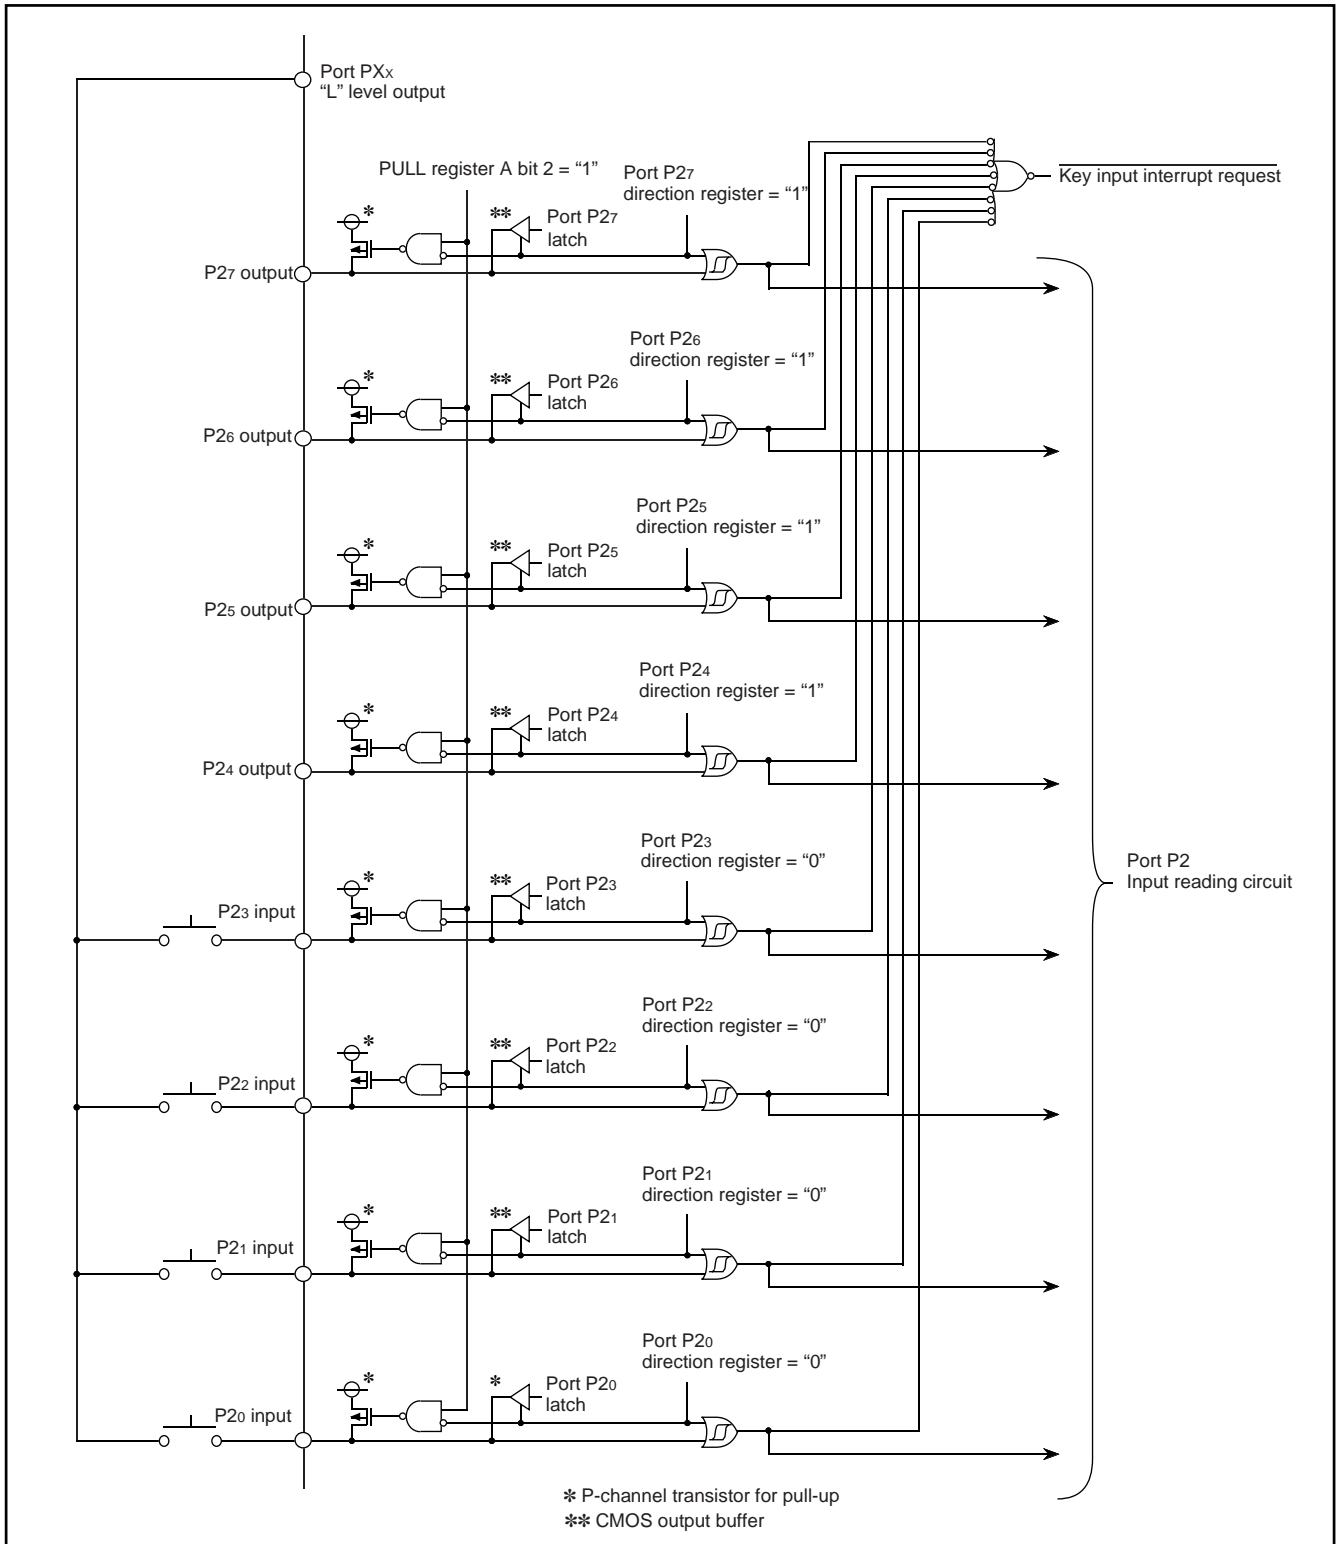 Port PXx
“L” level output
PULL register A bit 2 = “1”
Port P27
direction register = “1”
Key input interrupt request
*
**
Port P27
latch
P27 output
Port P26
direction register = “1”
*
**
Port P26
latch
P26 output
Port P25
direction register = “1”
*
**
Port P25
latch
P25 output
Port P24
direction register = “1”
*
**
Port P24
latch
P24 output
Port P23
direction register = “0”
Port P2
Input reading circuit
*
**
Port P23
latch
P23 input
Port P22
direction register = “0”
*
**
Port P22
latch
P22 input
Port P21
direction register = “0”
*
**
Port P21
latch
P21 input
Port P20
direction register = “0”
*
*
Port P20
latch
P20 input
* P-channel transistor for pull-up
** CMOS output buffer